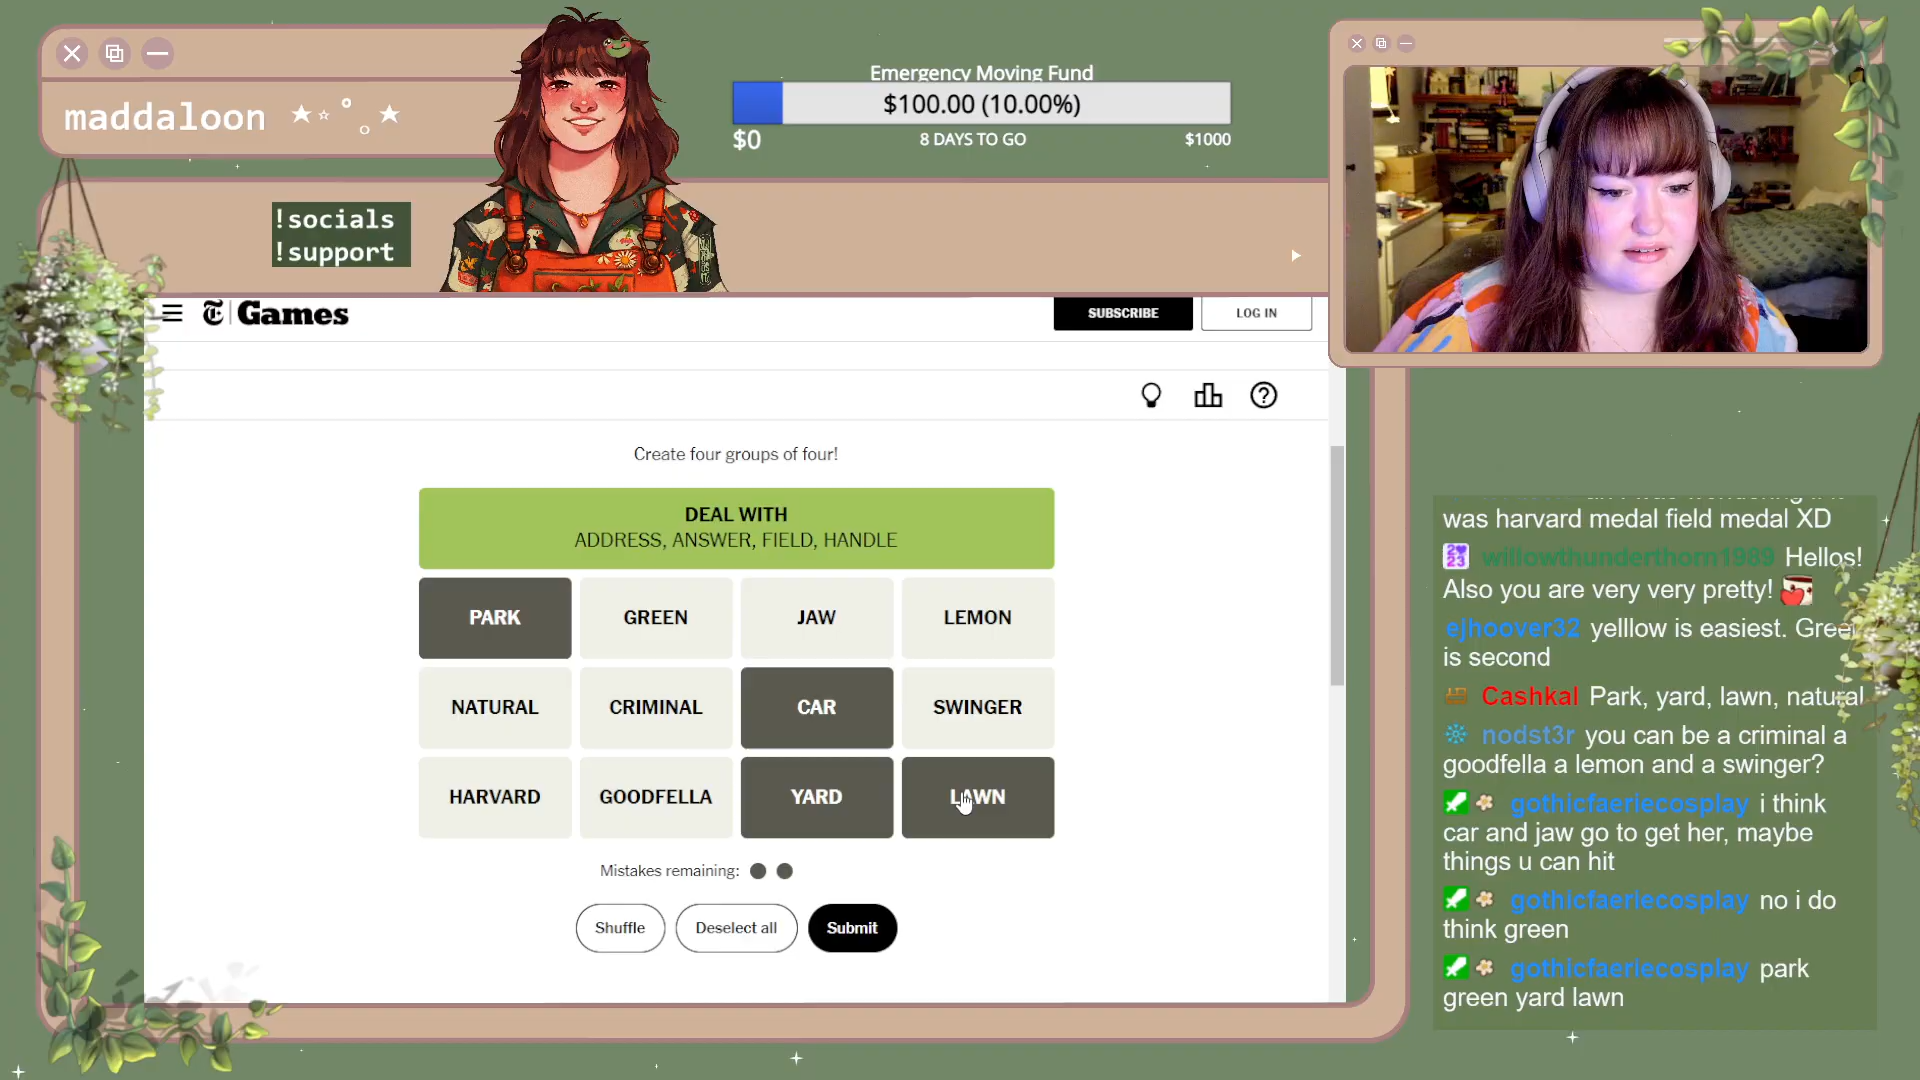 maddaloon
!socials
!support
Emergency Moving Fund
$100.00 (10.00%)
$0
8 DAYS TO GO
$1000
Games
SUBSCRIBE
LOG IN
Create four groups of four!
DEAL WITH
ADDRESS, ANSWER, FIELD, HANDLE
PARK
GREEN
JAW
LEMON
NATURAL
CRIMINAL
CAR
SWINGER
HARVARD
GOODFELLA
YARD
LAWN
Mistakes remaining:
Shuffle
Deselect all
Submit
was harvard medal field medal XD
willowthunderthorn1989 Hellos!
Also you are very very pretty!
ejhoover32 yelllow is easiest. Green
is second
Cashkal Park, yard, lawn, natural
nodst3r you can be a criminal a
goodfella a lemon and a swinger?
gothicfaeriecosplay i think
car and jaw go to get her, maybe
things u can hit
gothicfaeriecosplay no i do
think green
gothicfaeriecosplay park
green yard lawn